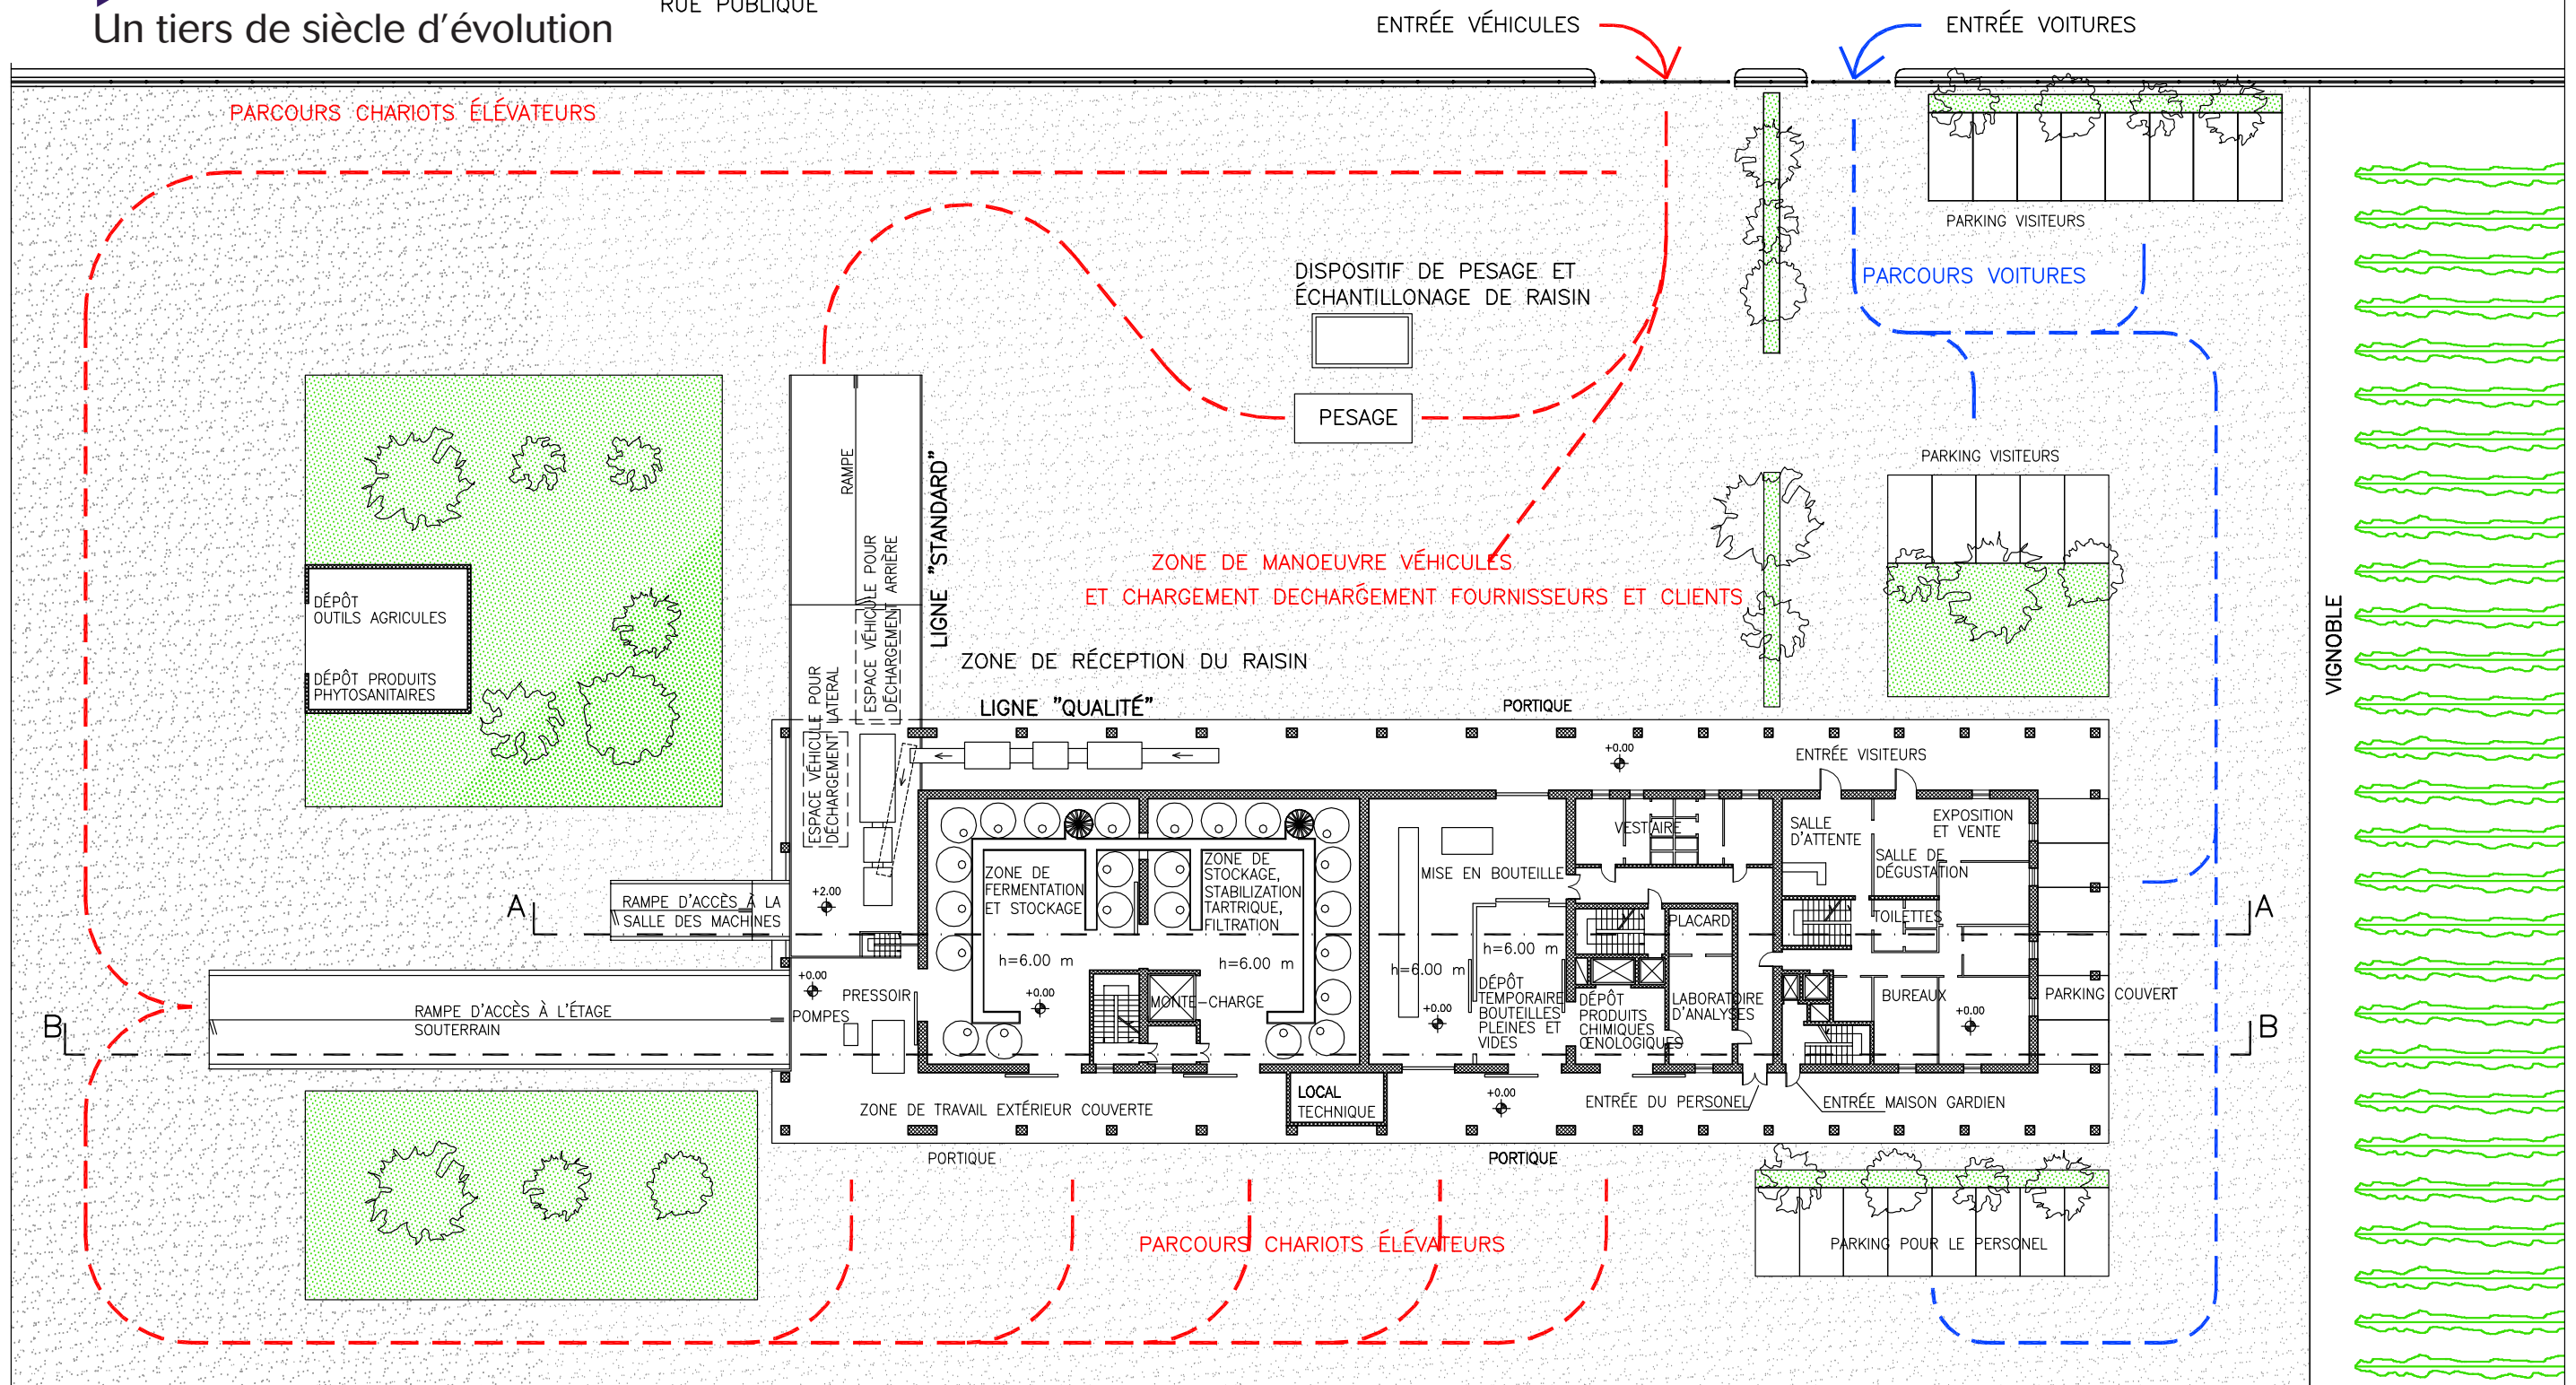 RUE PUBLIQUE
Un tiers de siècle d'évolution
ENTRÉE VÉHICULES
ENTRÉE VOITURES
PARCOURS CHARIOTS ÉLÉVATEURS
PARKING VISITEURS
DISPOSITIF DE PESAGE ET
ÉCHANTILLONAGE DE RAISIN
PARCOURS VOITURES
PESAGE
RAMPE
LIGNE "STANDARD"
PARKING VISITEURS
ZONE DE MANOEUVRE VÉHICULES
ET CHARGEMENT DECHARGEMENT FOURNISSEURS ET CLIENTS
DÉPÔT
OUTILS AGRICULES
DÉPÔT PRODUITS
PHYTOSANITAIRES
ESPACE VÉHICULE POUR
DÉCHARGEMENT ARRIÈRE
ESPACE VÉHICULE POUR
DÉCHARGEMENT LATERAL
VIGNOBLE
ZONE DE RÉCEPTION DU RAISIN
LIGNE "QUALITÉ"
PORTIQUE
+0.00
ENTRÉE VISITEURS
VESTIAIRE
SALLE
D'ATTENTE
EXPOSITION
ET VENTE
SALLE DE
DÉGUSTATION
ZONE DE
FERMENTATION
ET STOCKAGE
ZONE DE
STOCKAGE,
STABILIZATION
TARTRIQUE,
FILTRATION
MISE EN BOUTEILLE
+2.00
A
RAMPE D'ACCÈS À LA
SALLE DES MACHINES
PLACARD
TOILETTES
A
h=6.00 m
h=6.00 m
h=6.00 m
h=6.00 m
+0.00
PRESSOIR
POMPES
+0.00
MONTE-CHARGE
+0.00
DÉPÔT
TEMPORAIRE
BOUTEILLES
PLEINES ET
VIDES
DÉPÔT
PRODUITS
CHIMIQUES
ŒNOLOGIQUES
LABORATOIRE
D'ANALYSES
BUREAUX
+0.00
PARKING COUVERT
B
RAMPE D'ACCÈS À L'ÉTAGE
SOUTERRAIN
B
ZONE DE TRAVAIL EXTÉRIEUR COUVERTE
LOCAL
TECHNIQUE
+0.00
ENTRÉE DU PERSONEL
ENTRÉE MAISON GARDIEN
PORTIQUE
PORTIQUE
PARCOURS CHARIOTS ÉLÉVATEURS
PARKING POUR LE PERSONEL